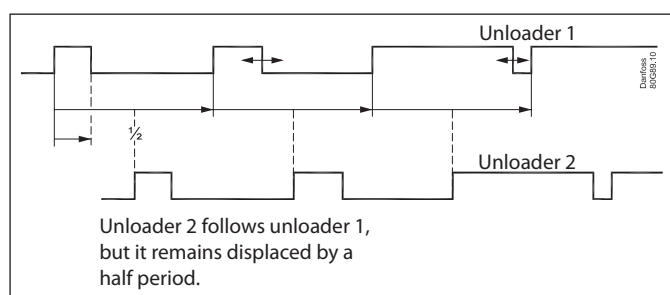 Unloader 1
Danfoss
80G89.10
½
Unloader 2
Unloader 2 follows unloader 1,
but it remains displaced by a
half period.